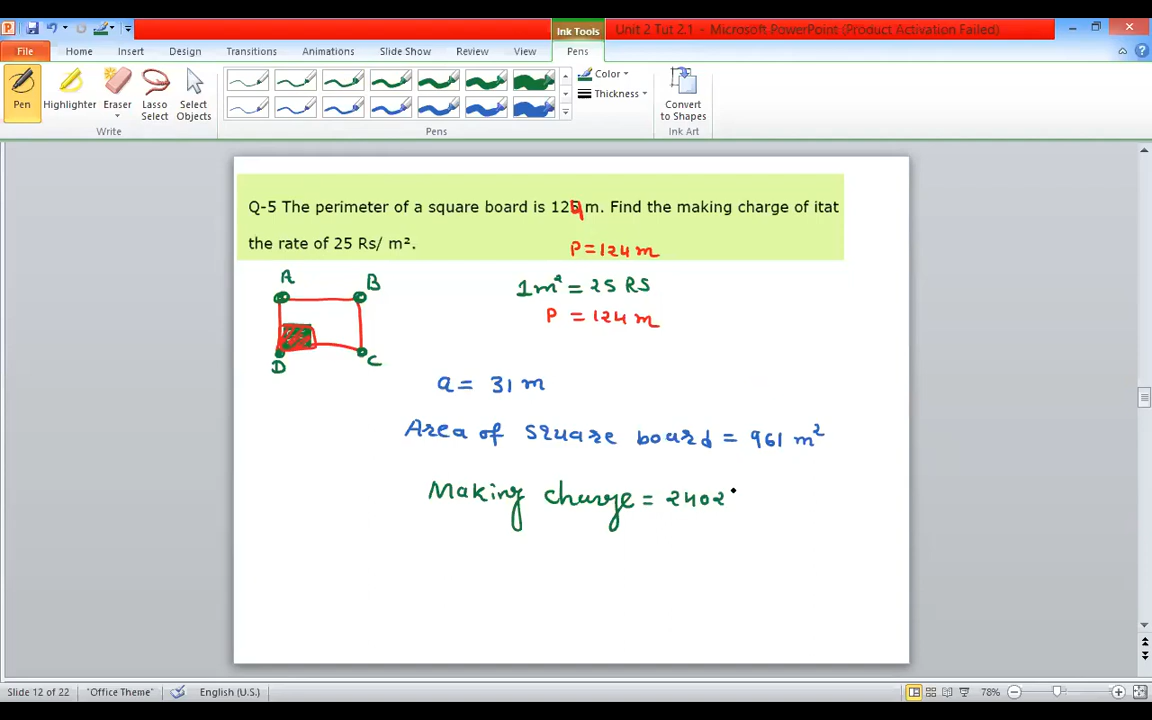 Ink Tools
Unit 2 Tut 2.1 - Microsoft PowerPoint (Product Activation Failed)
File Home Insert Design Transitions Animations Slide Show Review View Pens
Pen
Highlighter
Eraser
Lasso Select
Select Objects
Color
Thickness
Convert to Shapes
Write
Pens
Ink Art
Q-5 The perimeter of a square board is 124 m. Find the making charge of itat
the rate of 25 Rs/ m².
P = 124 m
A B
1 m² = 25 RS
P = 124 m
D C
a = 31 m
Area of square board = 961 m²
Making charge = 2402
Slide 12 of 22 "Office Theme" English (U.S.) 78%